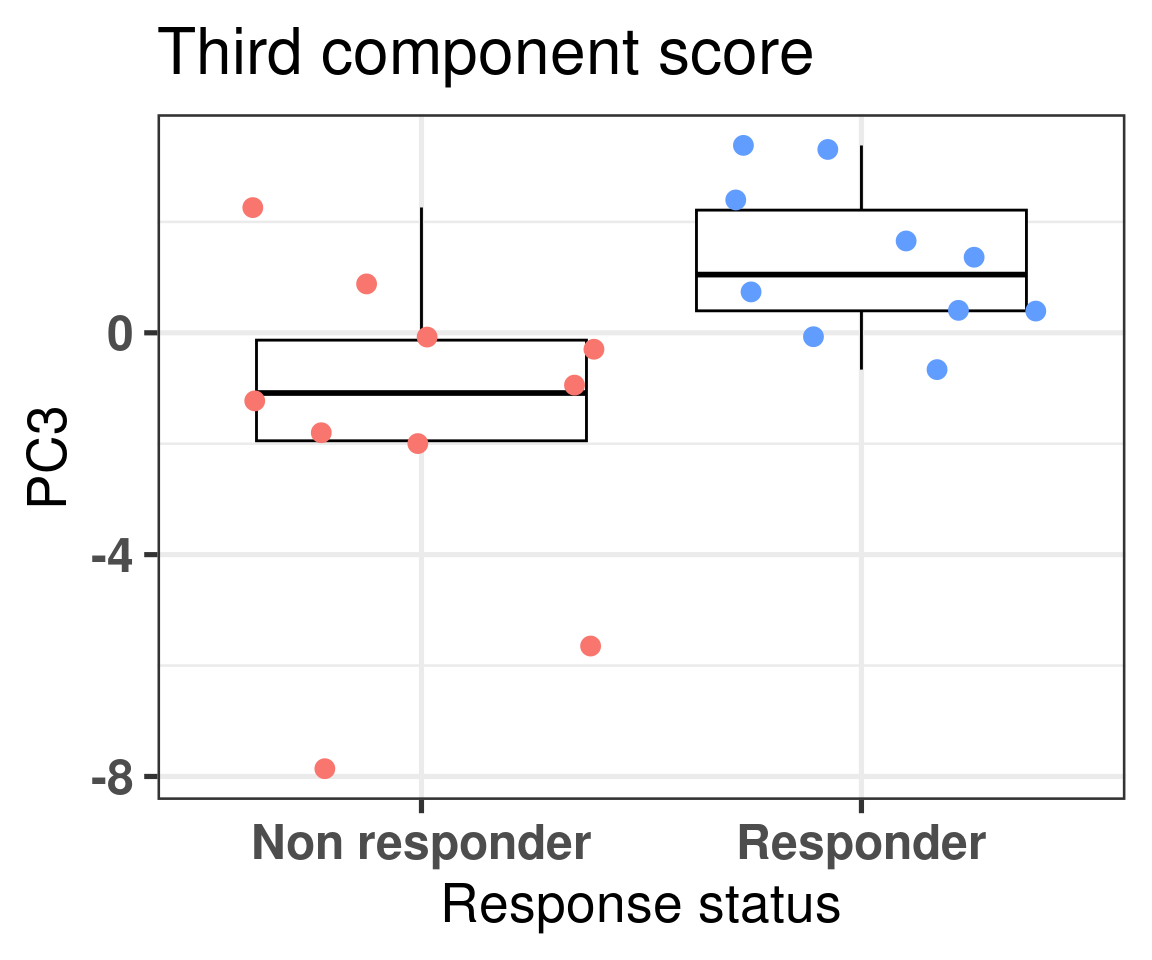 Third component score
PC3
0
-4
-8
Non responder
Responder
Response status